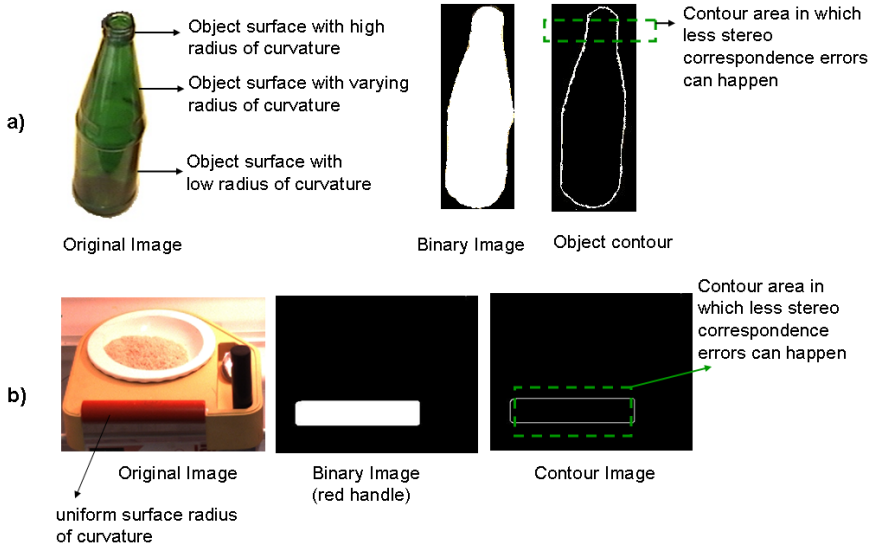 a)
Object surface with high
radius of curvature
Object surface with varying
radius of curvature
Object surface with
low radius of curvature
Original Image
Binary Image
Object contour
Contour area in which
less stereo
correspondence errors
can happen
b)
Original Image
uniform surface radius
of curvature
Binary Image
(red handle)
Contour Image
Contour area in
which less stereo
correspondence
errors can happen